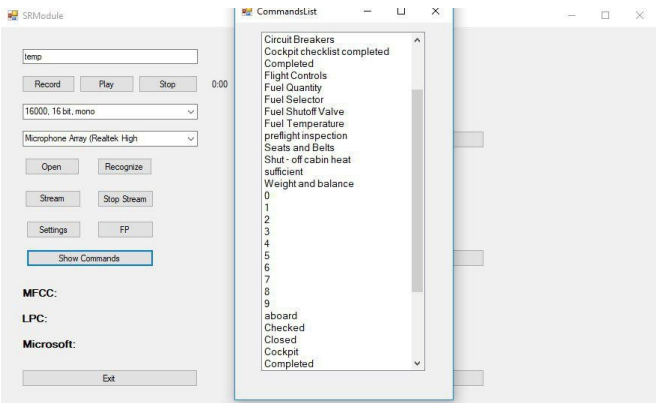 SRModule
temp
Record Play Stop 0:00
16000, 16 bit, mono
Microphone Array (Realtek High
Open Recognize
Stream Stop Stream
Settings FP
Show Commands
MFCC:
LPC:
Microsoft:
Exit
CommandsList
Circuit Breakers
Cockpit checklist completed
Completed
Flight Controls
Fuel Quantity
Fuel Selector
Fuel Shutoff Valve
Fuel Temperature
preflight inspection
Seats and Belts
Shut - off cabin heat
sufficient
Weight and balance
0
1
2
3
4
5
6
7
8
9
aboard
Checked
Closed
Cockpit
Completed